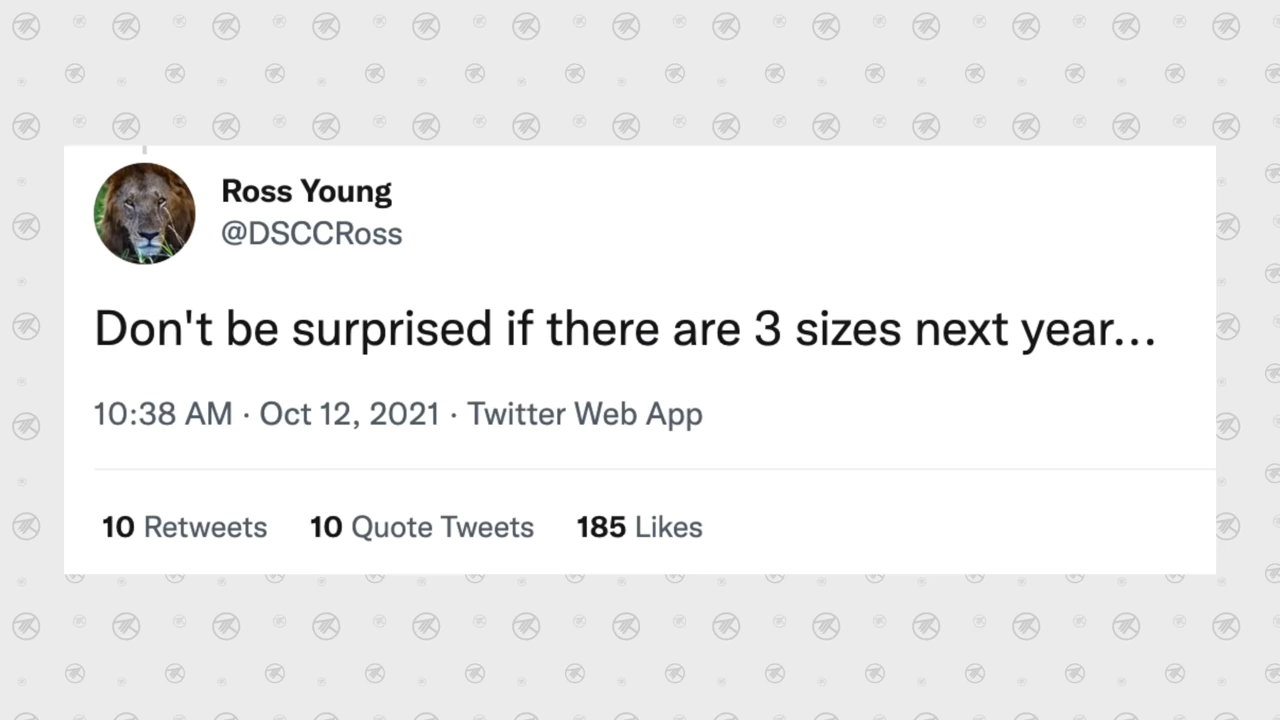 Ross Young
@DSCCRoss
Don't be surprised if there are 3 sizes next year...
10:38 AM · Oct 12, 2021 · Twitter Web App
10 Retweets 10 Quote Tweets 185 Likes